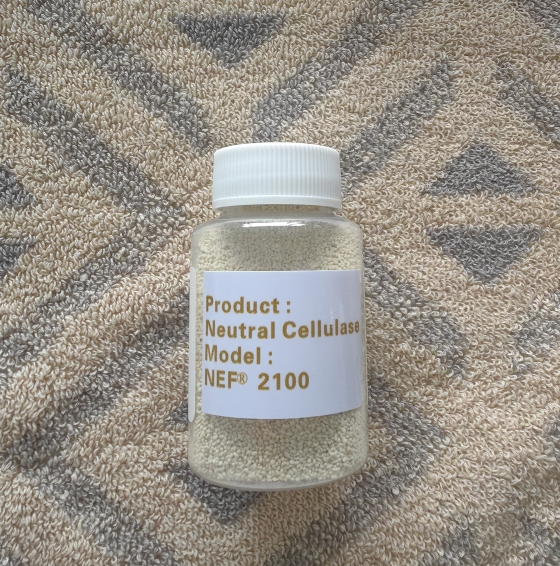 Product :
Neutral Cellulase
Model :
NEF® 2100